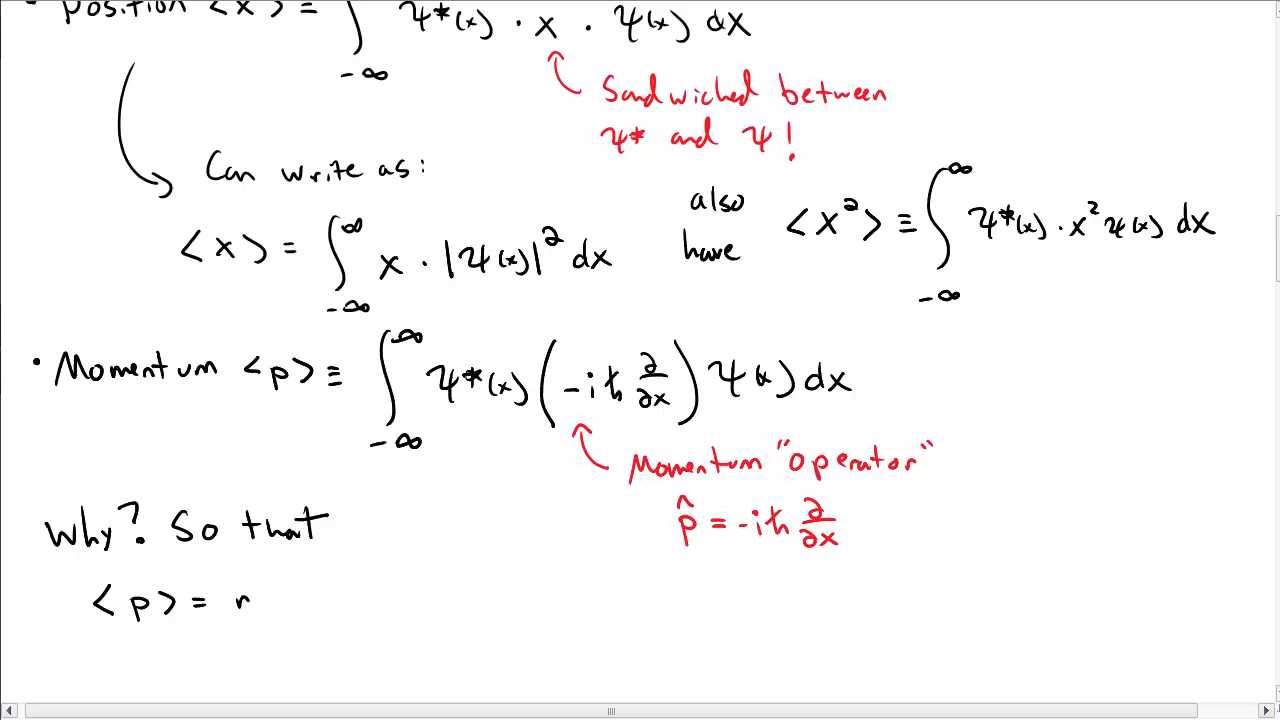 • Position <x> = ∫_{-∞} Ψ*(x) · x · Ψ(x) dx
Sandwiched between
Ψ* and Ψ!
Can write as:
<x> = ∫_{-∞}^{∞} x · |Ψ(x)|² dx
also
have
<x²> ≡ ∫_{-∞}^{∞} Ψ*(x) · x² Ψ(x) dx
• Momentum <p> ≡ ∫_{-∞}^{∞} Ψ*(x) (-iħ ∂/∂x) Ψ(x) dx
Momentum "operator"
p̂ = -iħ ∂/∂x
Why? So that
<p> = r